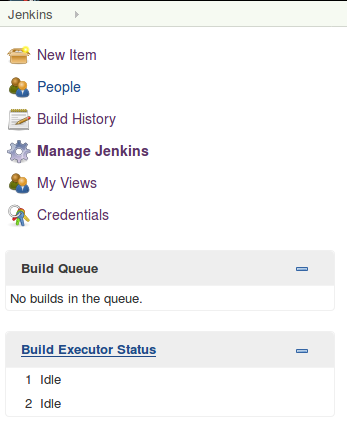 Jenkins
New Item
People
Build History
Manage Jenkins
My Views
Credentials
Build Queue
No builds in the queue.
Build Executor Status
1 Idle
2 Idle